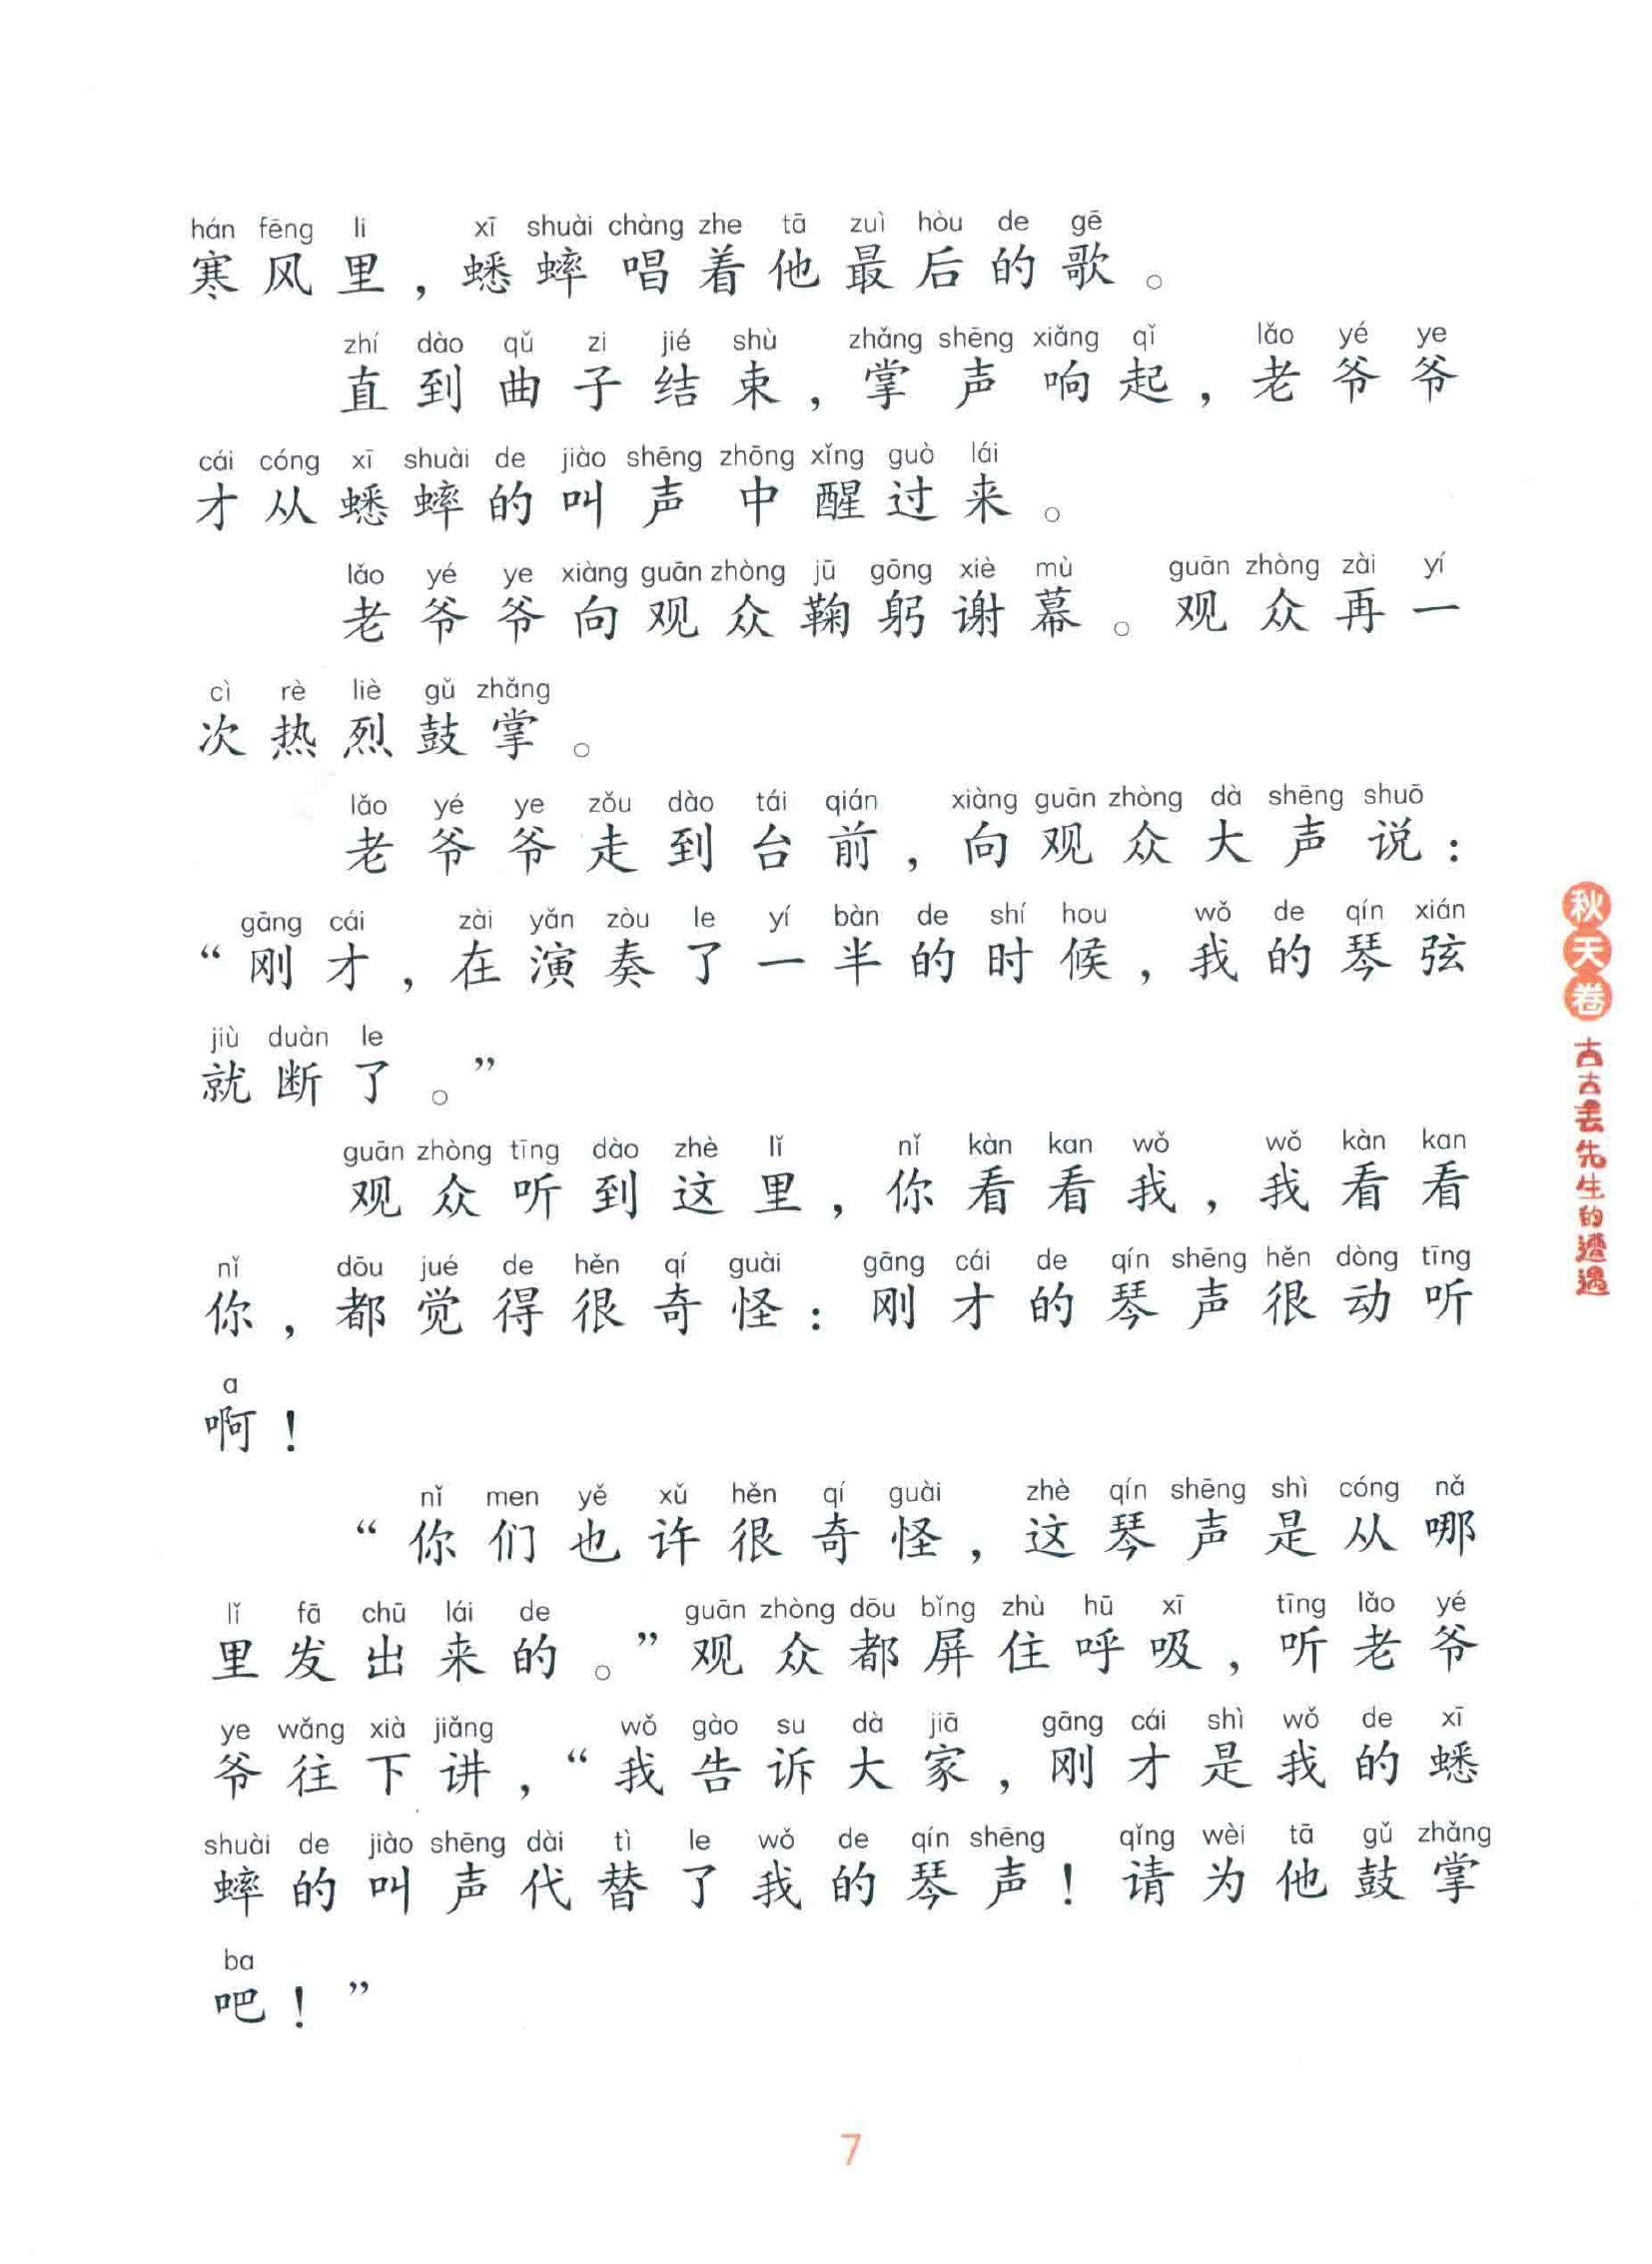 hán fēng li xī shuài chàng zhe tā zuì hòu de gē
寒风里，蟋蟀唱着他最后的歌。
zhí dào qǔ zi jié shù zhǎng shēng xiǎng qǐ lǎo yé ye
直到曲子结束，掌声响起，老爷爷
cái cóng xī shuài de jiào shēng zhōng xǐng guò lái
才从蟋蟀的叫声中醒过来。
lǎo yé ye xiàng guān zhòng jū gōng xiè mù guān zhòng zài yí
老爷爷向观众鞠躬谢幕。观众再一
cì rè liè gǔ zhǎng
次热烈鼓掌。
lǎo yé ye zǒu dào tái qián xiàng guān zhòng dà shēng shuō
老爷爷走到台前，向观众大声说：
gāng cái zài yǎn zòu le yí bàn de shí hou wǒ de qín xián
“刚才，在演奏了一半的时候，我的琴弦
jiù duàn le
就断了。”
guān zhòng tīng dào zhè lǐ nǐ kàn kan wǒ wǒ kàn kan
观众听到这里，你看看我，我看看
nǐ dōu jué de hěn qí guài gāng cái de qín shēng hěn dòng tīng
你，都觉得很奇怪：刚才的琴声很动听
a
啊！
nǐ men yě xǔ hěn qí guài zhè qín shēng shì cóng nǎ
“你们也许很奇怪，这琴声是从哪
lǐ fā chū lái de guān zhòng dōu bǐng zhù hū xī tīng lǎo yé
里发出来的。”观众都屏住呼吸，听老爷
ye wǎng xià jiǎng wǒ gào su dà jiā gāng cái shì wǒ de xī
爷往下讲，“我告诉大家，刚才是我的蟋
shuài de jiào shēng dài tì le wǒ de qín shēng qǐng wèi tā gǔ zhǎng
蟀的叫声代替了我的琴声！请为他鼓掌
ba
吧！”
秋天卷
古古丢先生的遭遇
7